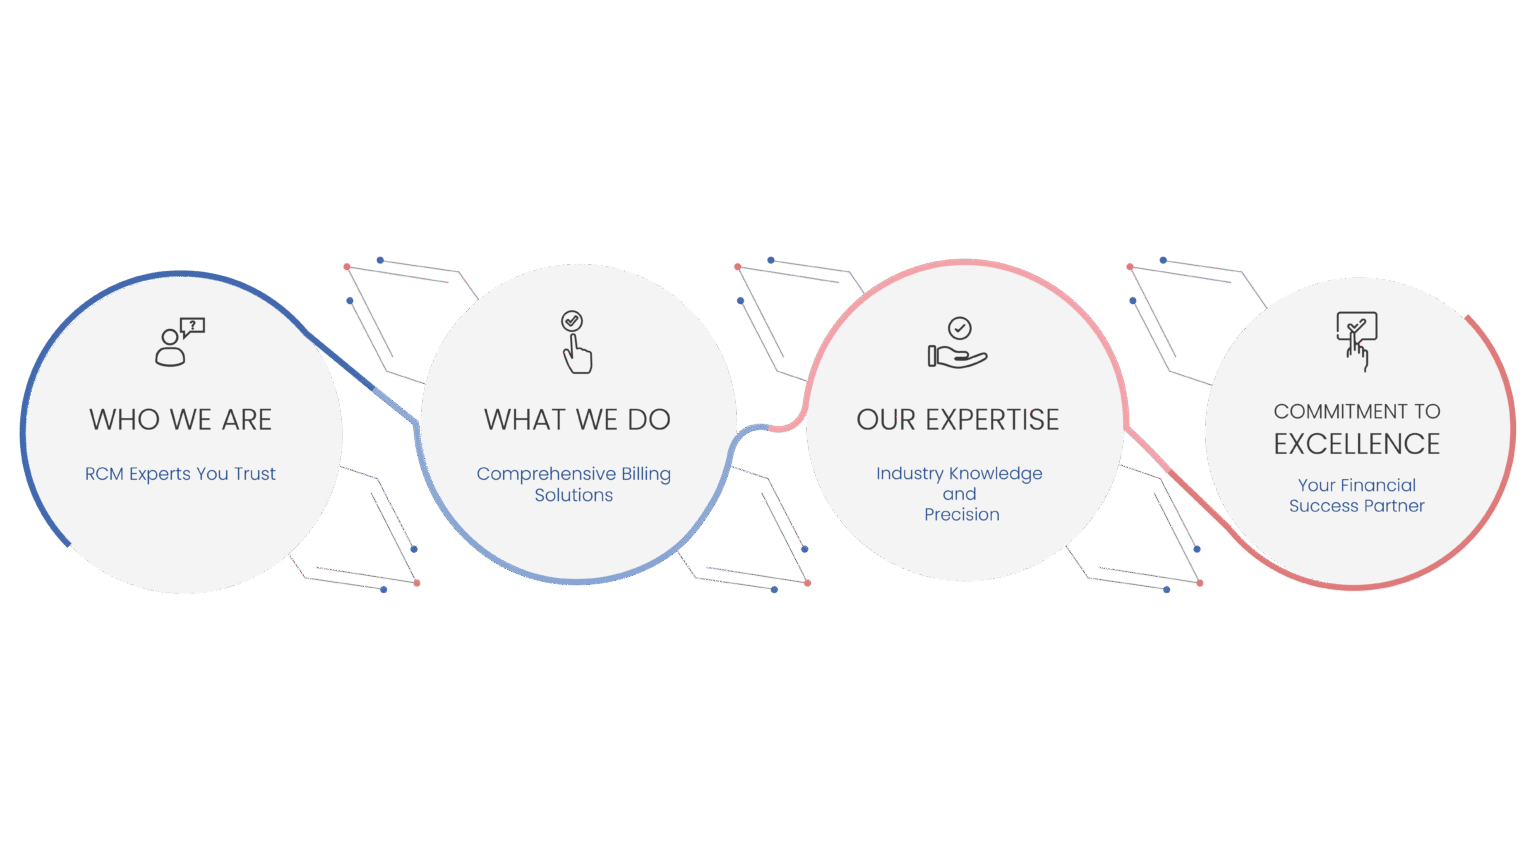 ?
WHO WE ARE
RCM Experts You Trust
WHAT WE DO
Comprehensive Billing
Solutions
OUR EXPERTISE
Industry Knowledge
and
Precision
COMMITMENT TO
EXCELLENCE
Your Financial
Success Partner